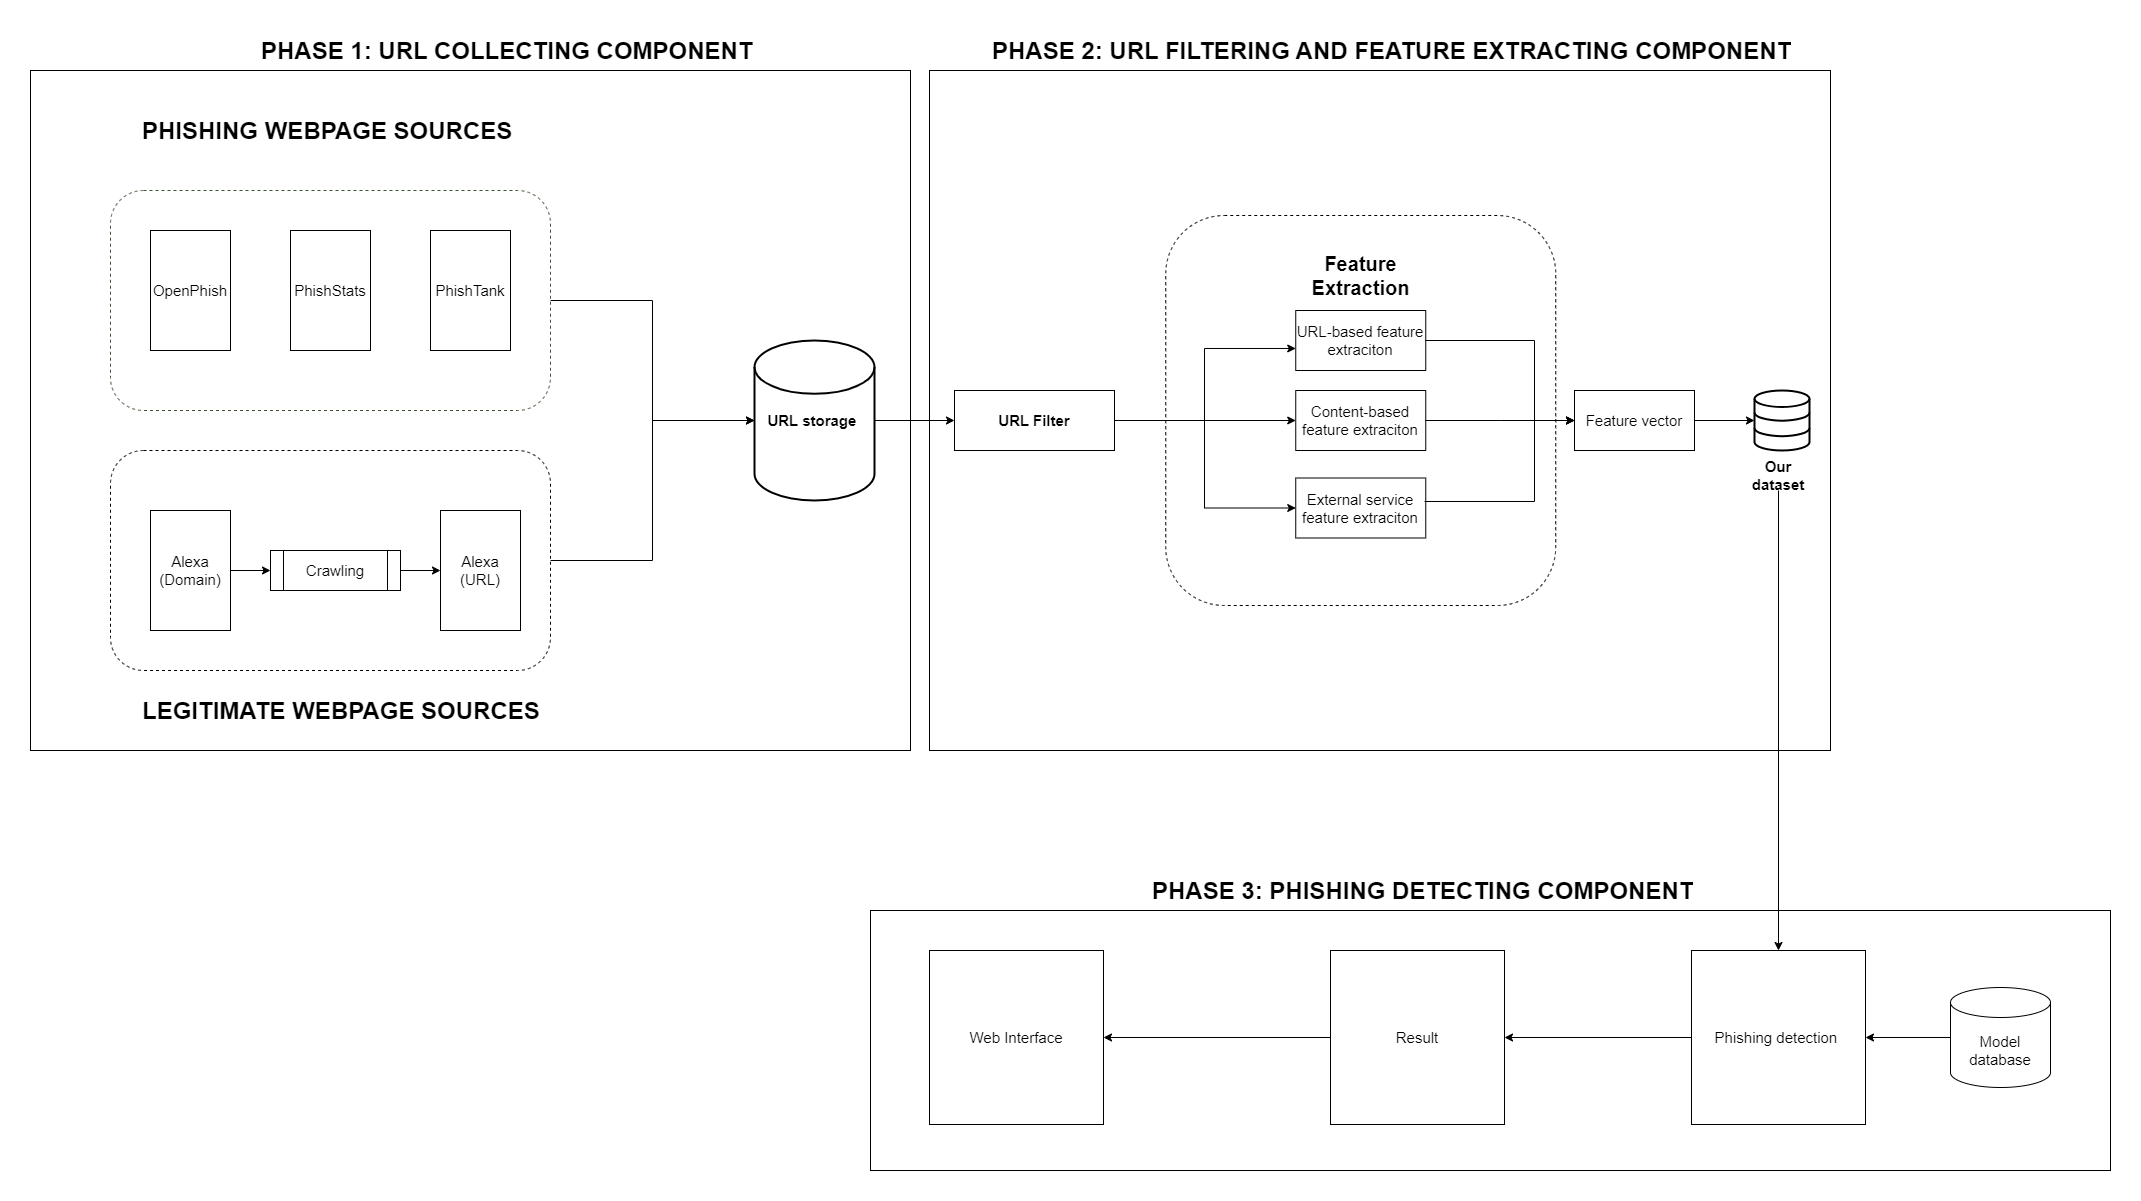 PHASE 1: URL COLLECTING COMPONENT
PHISHING WEBPAGE SOURCES
OpenPhish
PhishStats
PhishTank
Alexa
(Domain)
Crawling
Alexa
(URL)
LEGITIMATE WEBPAGE SOURCES
URL storage
PHASE 2: URL FILTERING AND FEATURE EXTRACTING COMPONENT
URL Filter
Feature
Extraction
URL-based feature
extraciton
Content-based
feature extraciton
External service
feature extraciton
Feature vector
Our
dataset
PHASE 3: PHISHING DETECTING COMPONENT
Web Interface
Result
Phishing detection
Model
database